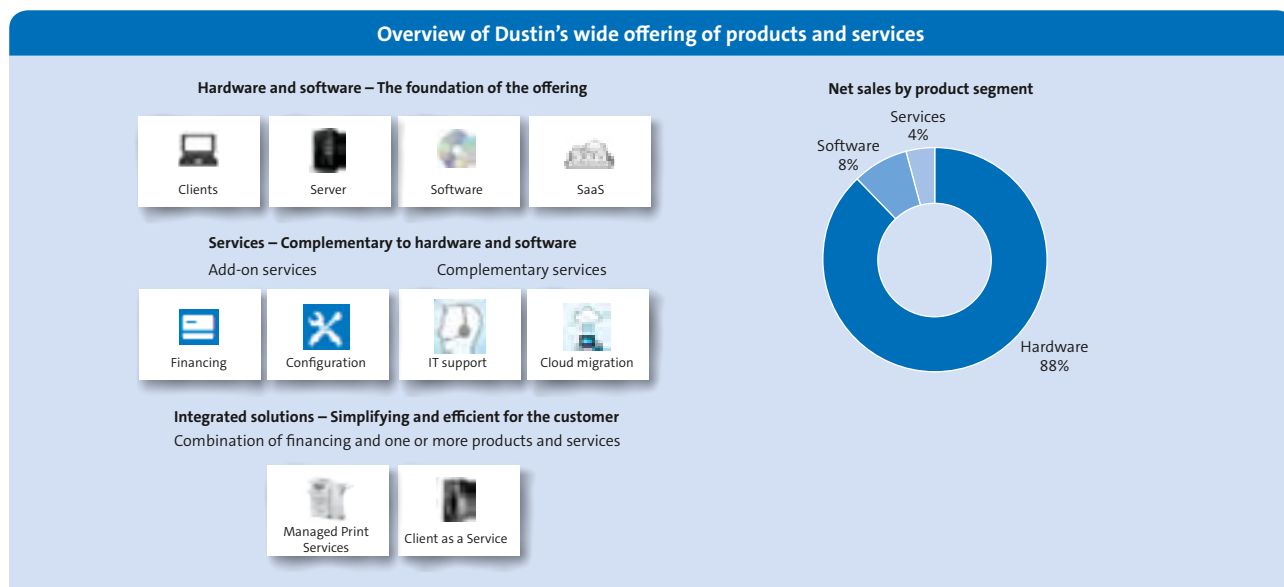 Overview of Dustin's wide offering of products and services
Hardware and software – The foundation of the offering
Clients
Server
Software
SaaS
Services – Complementary to hardware and software
Add-on services
Complementary services
Financing
Configuration
IT support
Cloud migration
Integrated solutions – Simplifying and efficient for the customer
Combination of financing and one or more products and services
Managed Print
Services
Client as a Service
Net sales by product segment
Services
4%
Software
8%
Hardware
88%